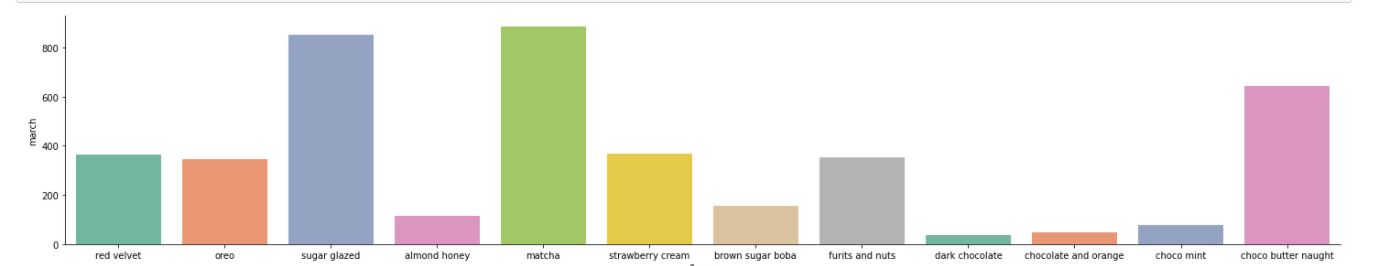 800
600
400
200
0
march
red velvet
oreo
sugar glazed
almond honey
matcha
strawberry cream
brown sugar boba
furits and nuts
dark chocolate
chocolate and orange
choco mint
choco butter naught